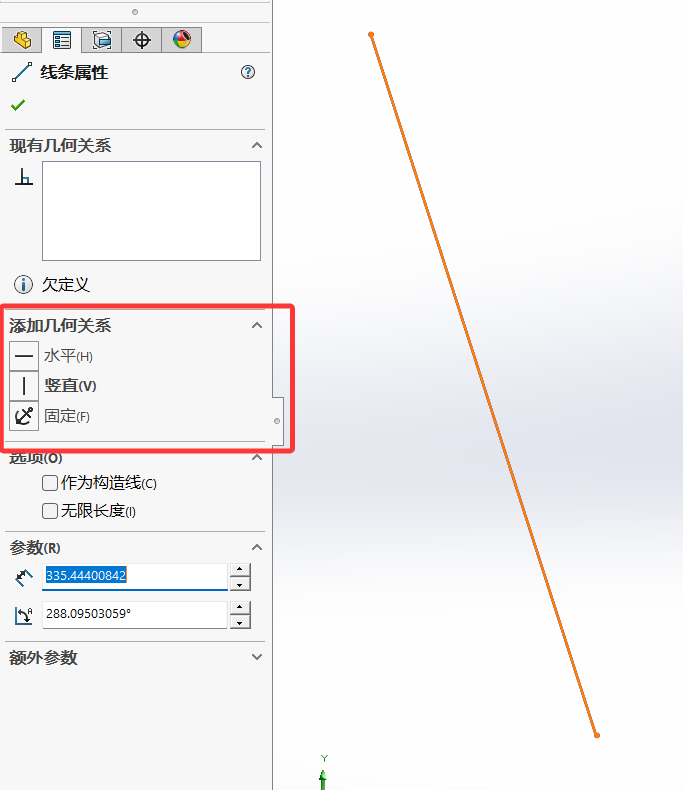 线条属性
现有几何关系
欠定义
添加几何关系
水平(H)
竖直(V)
固定(F)
选项(O)
作为构造线(C)
无限长度(I)
参数(R)
335.44400842
288.09503059°
额外参数
Y